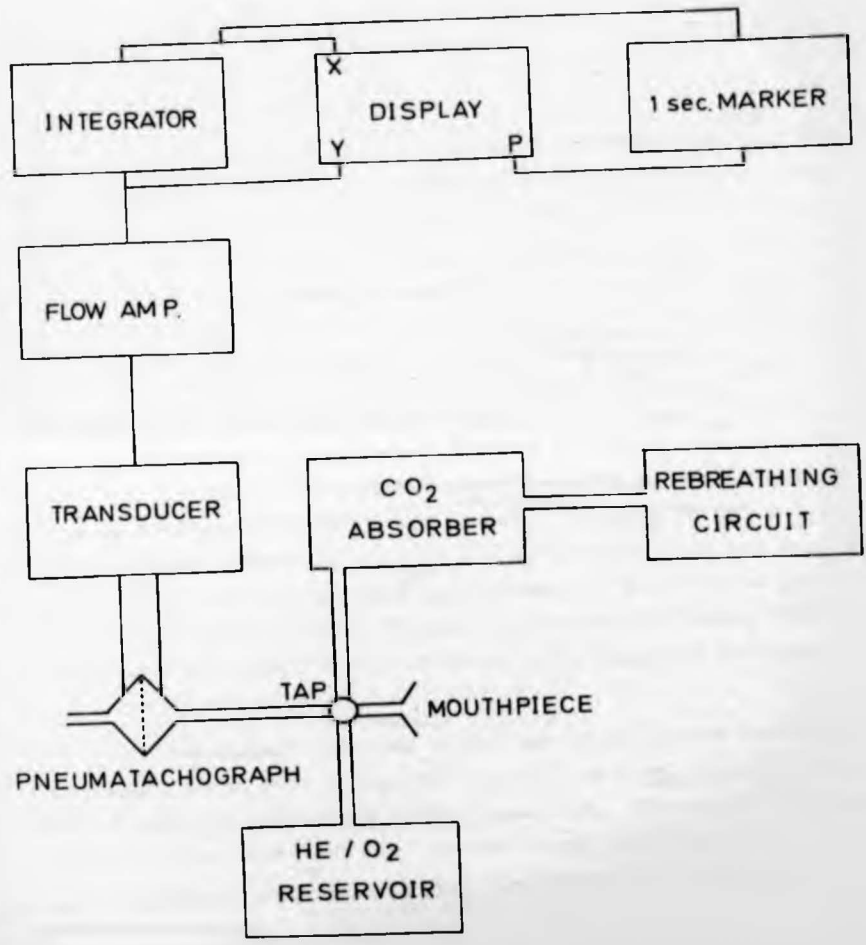 INTEGRATOR
X
DISPLAY
Y
P
1 sec. MARKER
FLOW AMP.
TRANSDUCER
CO2
ABSORBER
REBREATHING
CIRCUIT
TAP
MOUTHPIECE
PNEUMATACHOGRAPH
HE / O2
RESERVOIR